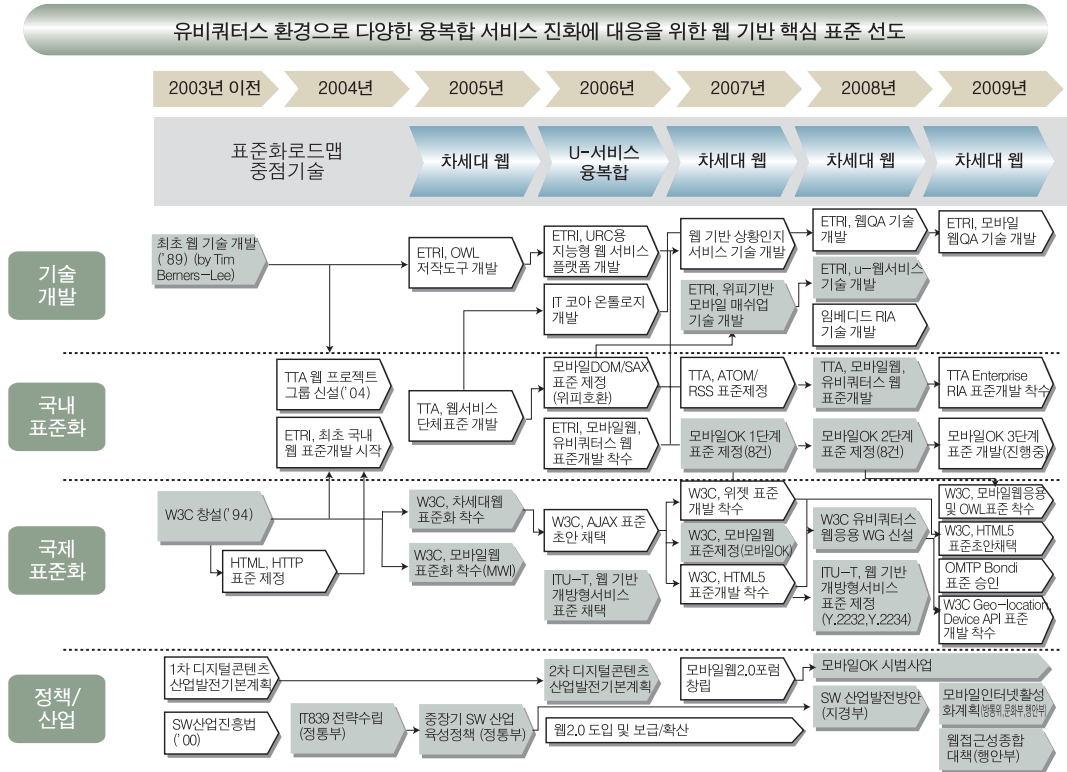 유비쿼터스 환경으로 다양한 융복합 서비스 진화에 대응을 위한 웹 기반 핵심 표준 선도
2003년 이전
2004년
2005년
2006년
2007년
2008년
2009년
표준화로드맵
중점기술
차세대 웹
U-서비스
융복합
차세대 웹
차세대 웹
차세대 웹
기술
개발
최초 웹 기술 개발
('89) (by Tim
Berners-Lee)
ETRI, OWL
저작도구 개발
ETRI, URC용
지능형 웹 서비스
플랫폼 개발
IT 코아 온톨로지
개발
웹 기반 상황인지
서비스 기술 개발
ETRI, 위피기반
모바일 매쉬업
기술 개발
ETRI, 웹QA 기술
개발
ETRI, u-웹서비스
기술 개발
임베디드 RIA
기술 개발
ETRI, 모바일
웹QA 기술 개발
국내
표준화
TTA 웹 프로젝트
그룹 신설('04)
ETRI, 최초 국내
웹 표준개발 시작
TTA, 웹서비스
단체표준 개발
모바일DOM/SAX
표준 제정
(위피호환)
ETRI, 모바일웹,
유비쿼터스 웹
표준개발 착수
TTA, ATOM/
RSS 표준제정
모바일OK 1단계
표준 제정(8건)
TTA, 모바일웹,
유비쿼터스 웹
표준개발
모바일OK 2단계
표준 제정(8건)
TTA Enterprise
RIA 표준개발 착수
모바일OK 3단계
표준 개발(진행중)
국제
표준화
W3C 창설('94)
HTML, HTTP
표준 제정
W3C, 차세대웹
표준화 착수
W3C, 모바일웹
표준화 착수(MWI)
W3C, AJAX 표준
초안 채택
ITU-T, 웹 기반
개방형서비스
표준 채택
W3C, 위젯 표준
개발 착수
W3C, 모바일웹
표준제정(모바일OK)
W3C, HTML5
표준개발 착수
W3C 유비쿼터스
웹응용 WG 신설
ITU-T, 웹 기반
개방형서비스
표준 제정
(Y.2232,Y.2234)
W3C, 모바일웹응용
및 OWL표준 착수
W3C, HTML5
표준초안채택
OMTP Bondi
표준 승인
W3C Geo-location,
Device API 표준
개발 착수
정책/
산업
1차 디지털콘텐츠
산업발전기본계획
SW산업진흥법
('00)
IT839 전략수립
(정통부)
중장기 SW 산업
육성정책 (정통부)
2차 디지털콘텐츠
산업발전기본계획
웹2.0 도입 및 보급/확산
모바일웹2.0포럼
창립
모바일OK 시범사업
SW 산업발전방안
(지경부)
모바일인터넷활성
화계획(방통위,문화부,행안부)
웹접근성종합
대책(행안부)